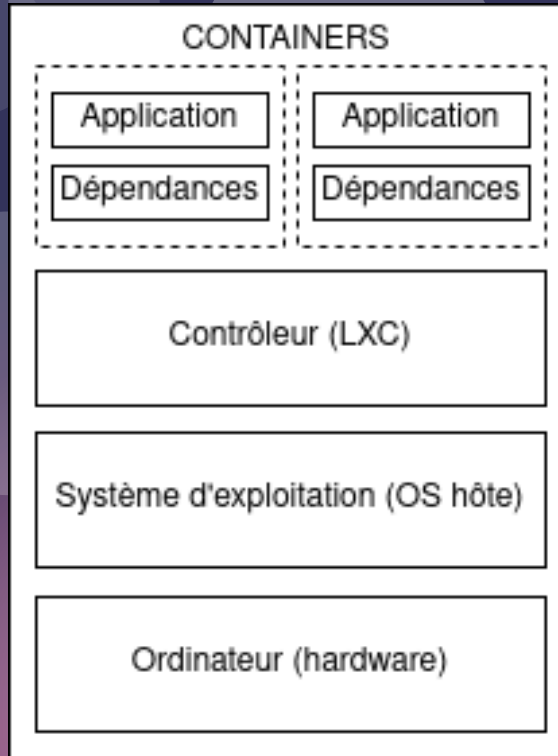 CONTAINERS
Application
Application
Dépendances
Dépendances
Contrôleur (LXC)
Système d'exploitation (OS hôte)
Ordinateur (hardware)